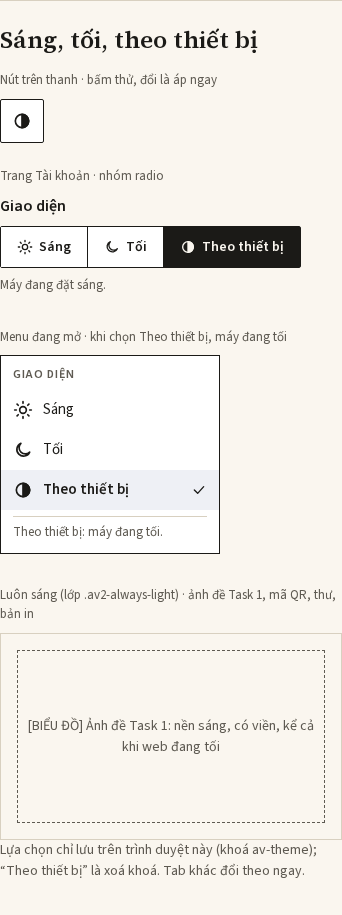 Sáng, tối, theo thiết bị
Nút trên thanh · bấm thử, đổi là áp ngay
Trang Tài khoản · nhóm radio
Giao diện
Sáng
Tối
Theo thiết bị
Máy đang đặt sáng.
Menu đang mở · khi chọn Theo thiết bị, máy đang tối
GIAO DIỆN
Sáng
Tối
Theo thiết bị
Theo thiết bị: máy đang tối.
Luôn sáng (lớp .av2-always-light) · ảnh đề Task 1, mã QR, thư,
bản in
[BIỂU ĐỒ] Ảnh đề Task 1: nền sáng, có viền, kể cả
khi web đang tối
Lựa chọn chỉ lưu trên trình duyệt này (khoá av-theme);
“Theo thiết bị” là xoá khoá. Tab khác đổi theo ngay.